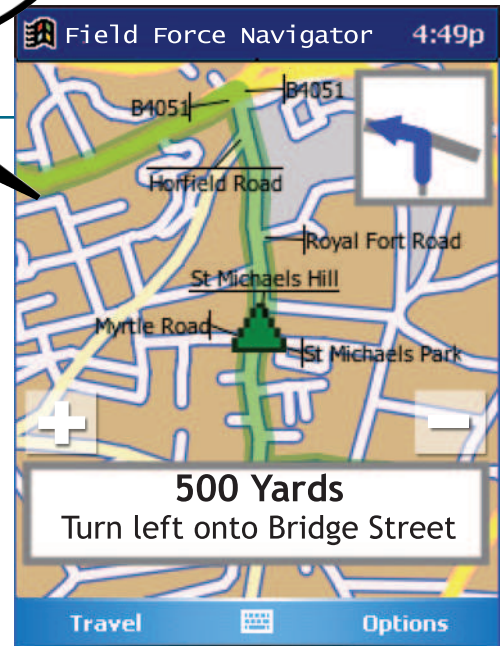 Field Force Navigator 4:49p
B4051
B4051
Horfield Road
Royal Fort Road
St Michaels Hill
Myrtle Road
St Michaels Park
+ -
500 Yards
Turn left onto Bridge Street
Travel Options